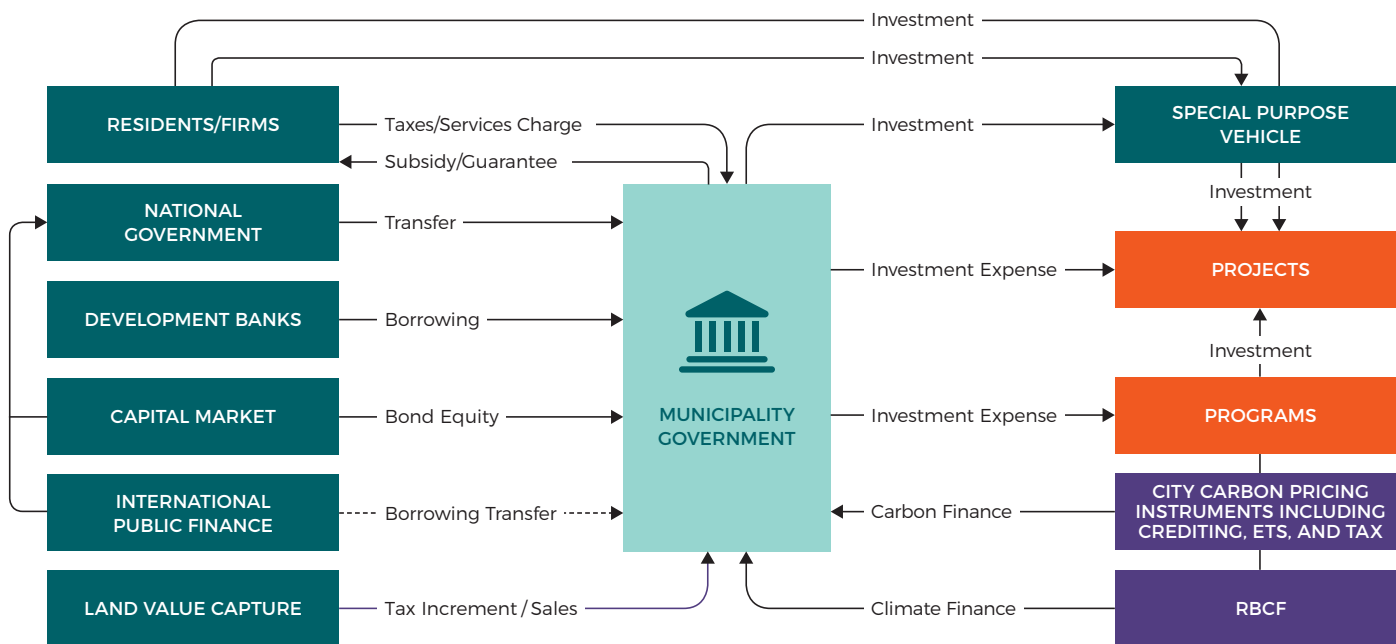 Investment
Investment
RESIDENTS/FIRMS
Taxes/Services Charge
Investment
SPECIAL PURPOSE
VEHICLE
Subsidy/Guarantee
Investment
NATIONAL
GOVERNMENT
Transfer
Investment Expense
PROJECTS
DEVELOPMENT BANKS
Borrowing
Investment
CAPITAL MARKET
Bond Equity
MUNICIPALITY
GOVERNMENT
Investment Expense
PROGRAMS
INTERNATIONAL
PUBLIC FINANCE
Borrowing Transfer
Carbon Finance
CITY CARBON PRICING
INSTRUMENTS INCLUDING
CREDITING, ETS, AND TAX
LAND VALUE CAPTURE
Tax Increment / Sales
Climate Finance
RBCF